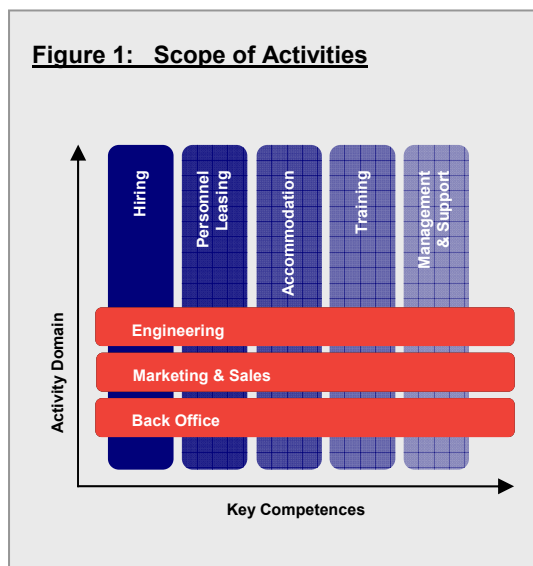 Figure 1: Scope of Activities
Hiring
Personnel
Leasing
Accommodation
Training
Management
& Support
Engineering
Marketing & Sales
Back Office
Activity Domain
Key Competences